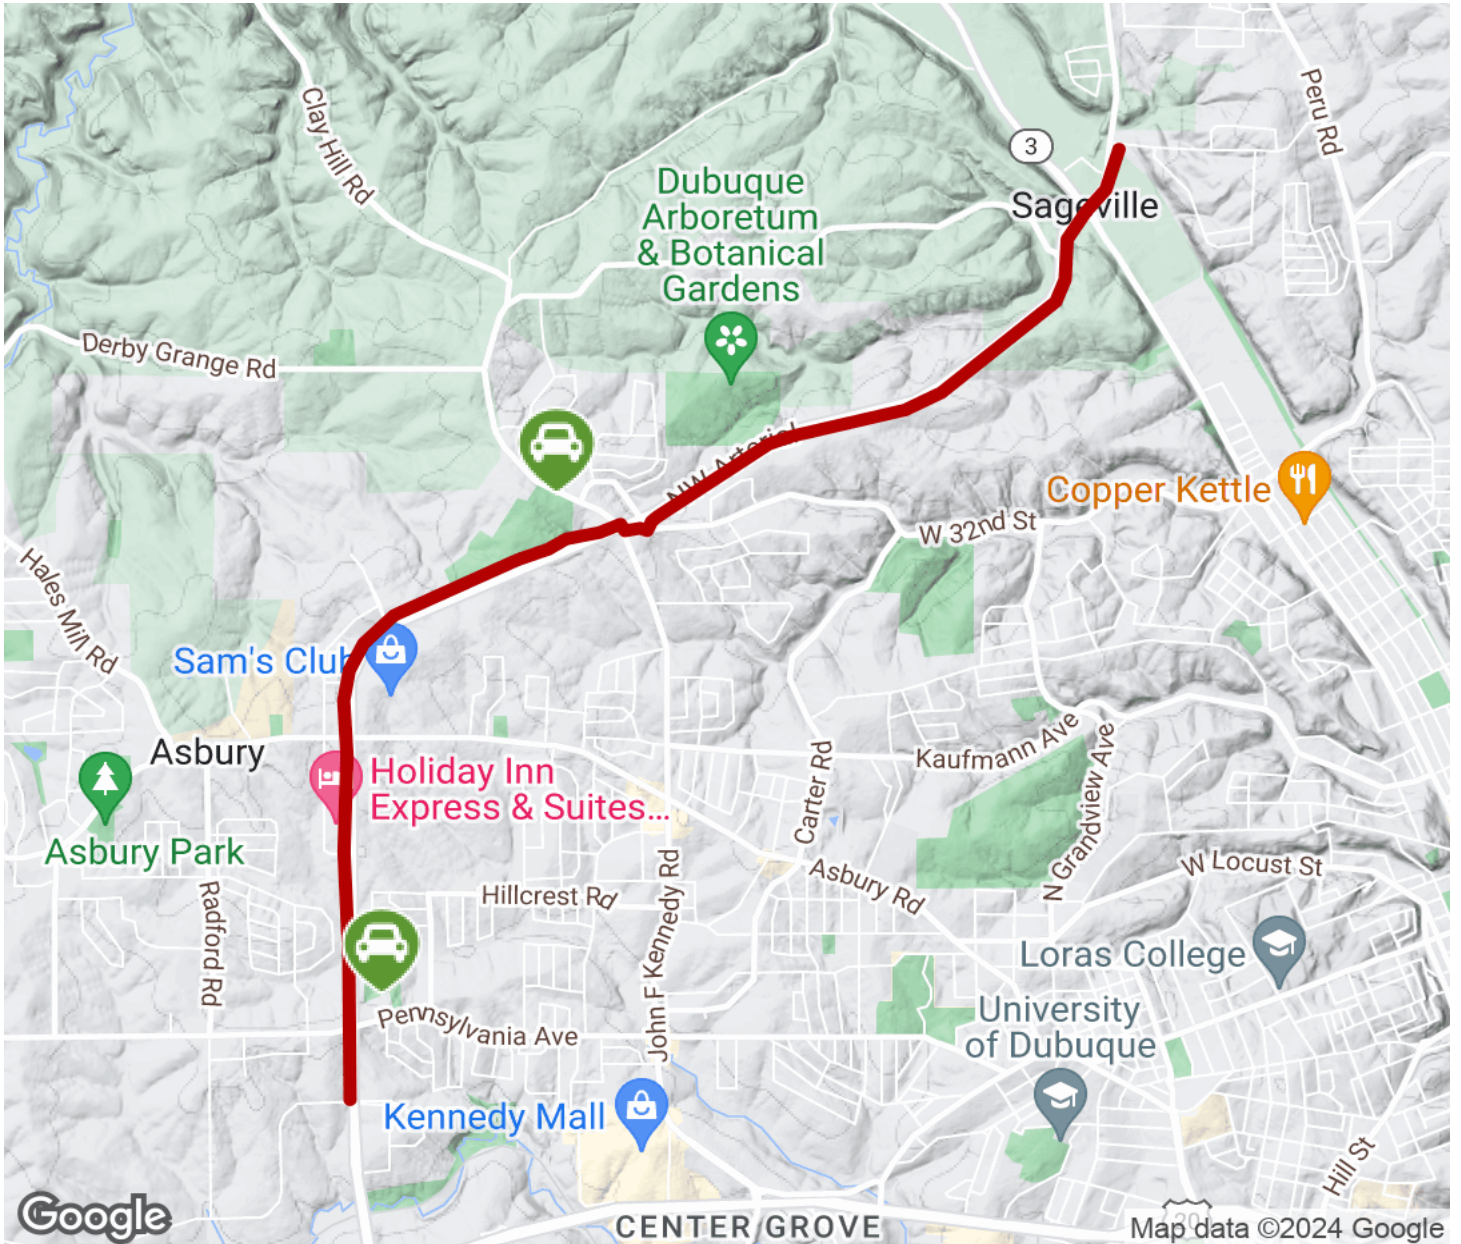 Clay Hill Rd
Peru Rd
3
Dubuque
Arboretum
& Botanical
Gardens
Sageville
Derby Grange Rd
NW Arterial
Copper Kettle
W 32nd St
Hales Mill Rd
Sam's Club
Asbury
Kaufmann Ave
Holiday Inn
Express & Suites...
Carter Rd
N Grandview Ave
Asbury Park
Hillcrest Rd
Asbury Rd
W Locust St
Radford Rd
John F Kennedy Rd
Loras College
Pennsylvania Ave
University
of Dubuque
Kennedy Mall
Hill St
Google
CENTER GROVE
20
Map data ©2024 Google